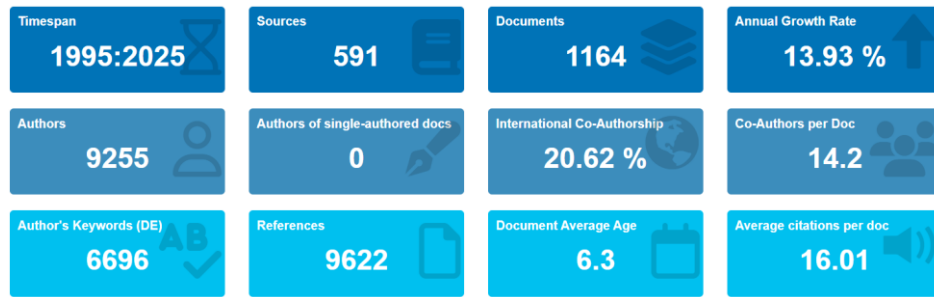 Timespan
1995:2025
Sources
591
Documents
1164
Annual Growth Rate
13.93 %
Authors
9255
Authors of single-authored docs
0
International Co-Authorship
20.62 %
Co-Authors per Doc
14.2
Author's Keywords (DE)
6696
AB
References
9622
Document Average Age
6.3
Average citations per doc
16.01